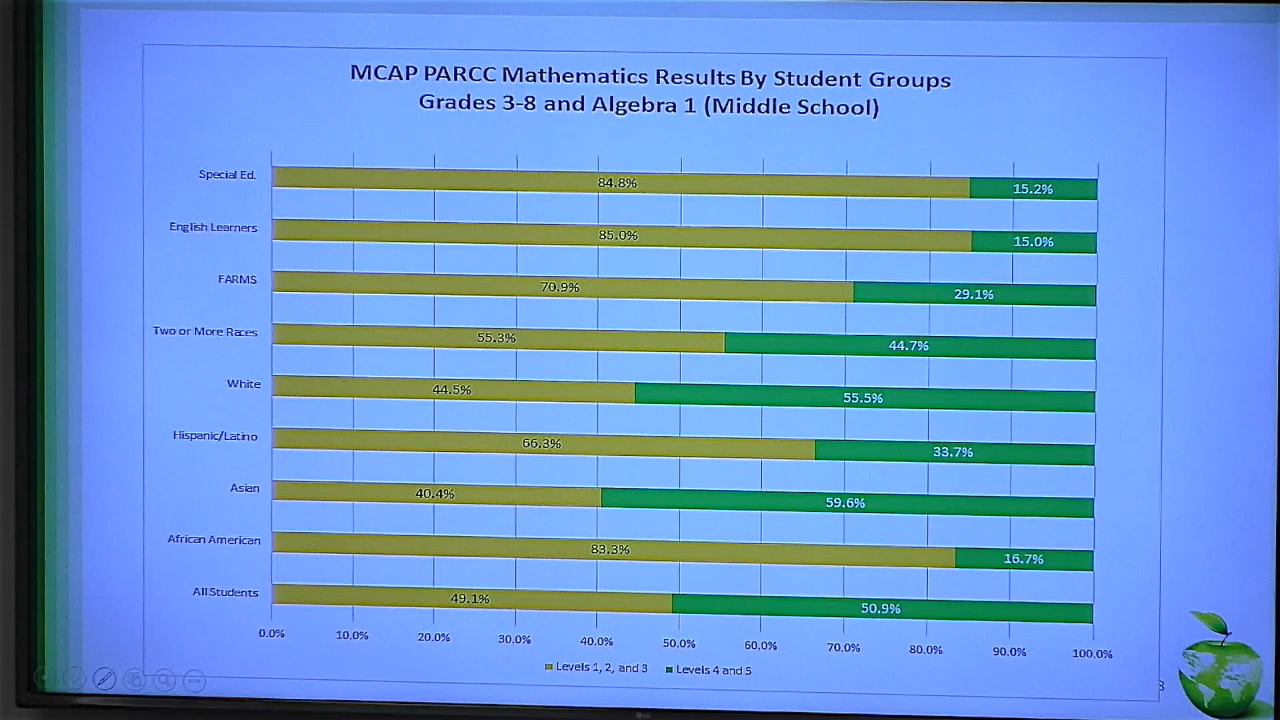 MCAP PARCC Mathematics Results By Student Groups
Grades 3-8 and Algebra 1 (Middle School)
Special Ed. 84.8% 15.2%
English Learners 85.0% 15.0%
FARMS 70.9% 29.1%
Two or More Races 55.3% 44.7%
White 44.5% 55.5%
Hispanic/Latino 66.3% 33.7%
Asian 40.4% 59.6%
African American 83.3% 16.7%
All Students 49.1% 50.9%
0.0% 10.0% 20.0% 30.0% 40.0% 50.0% 60.0% 70.0% 80.0% 90.0% 100.0%
Levels 1, 2, and 3 Levels 4 and 5
LG